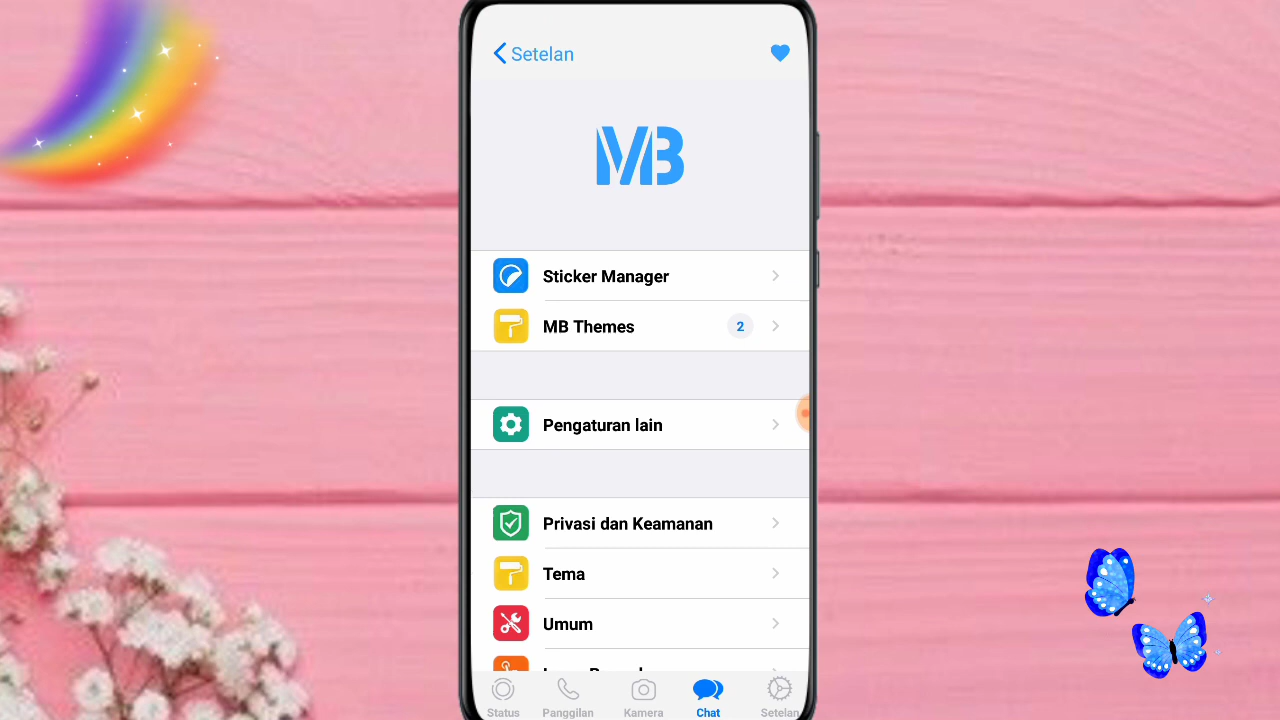 Setelan
MB
Sticker Manager
MB Themes
2
Pengaturan lain
Privasi dan Keamanan
Tema
Umum
Status
Panggilan
Kamera
Chat
Setelan